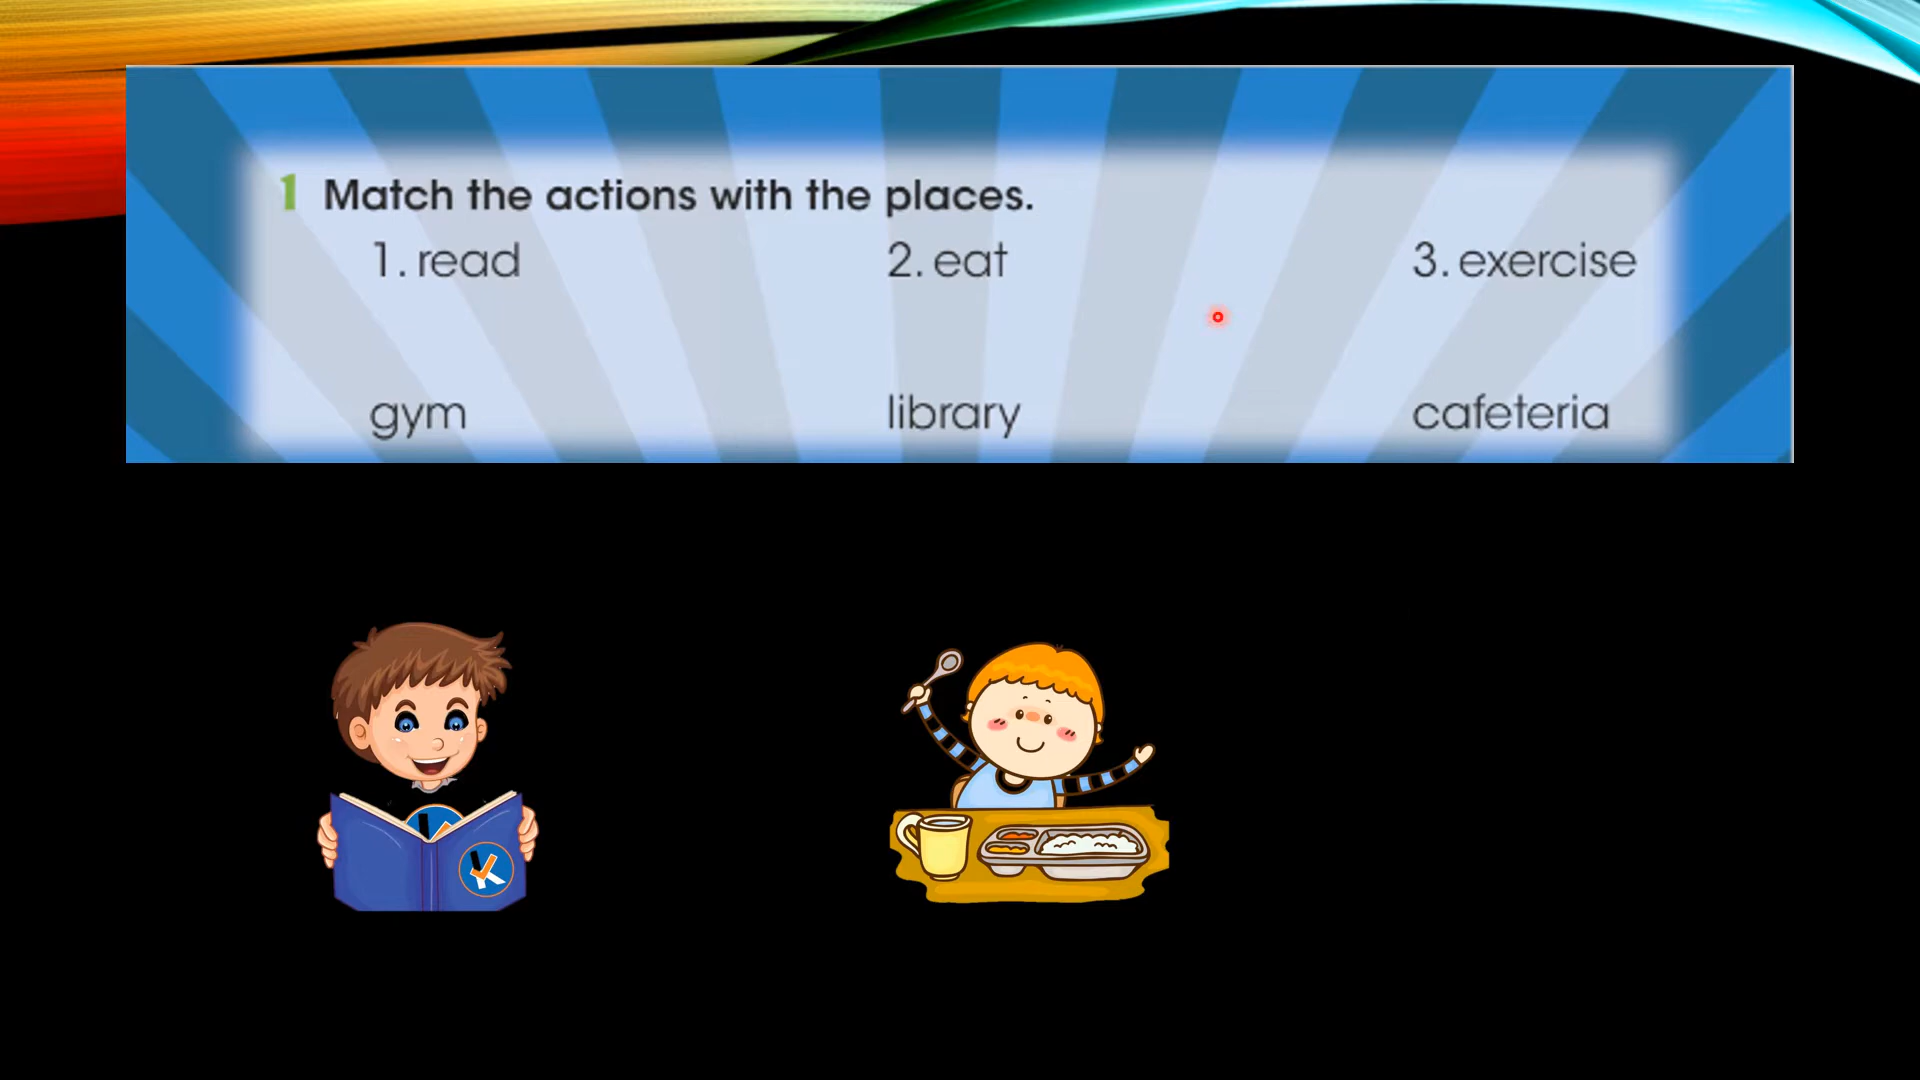 1 Match the actions with the places.
1. read 2. eat 3. exercise
gym library cafeteria